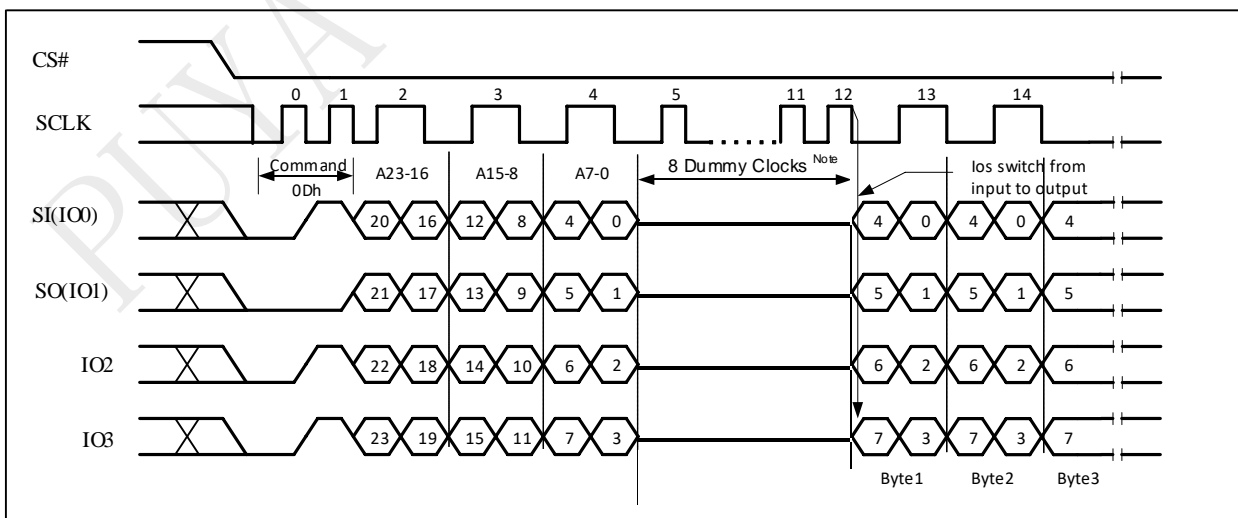 PUYA
CS#
0 1 2 3 4 5 11 12 13 14
SCLK
Command
0Dh
A23-16 A15-8 A7-0 8 Dummy Clocks Note
Ios switch from
input to output
SI(IO0) 20 16 12 8 4 0 4 0 4 0 4
SO(IO1) 21 17 13 9 5 1 5 1 5 1 5
IO2 22 18 14 10 6 2 6 2 6 2 6
IO3 23 19 15 11 7 3 7 3 7 3 7
Byte1 Byte2 Byte3